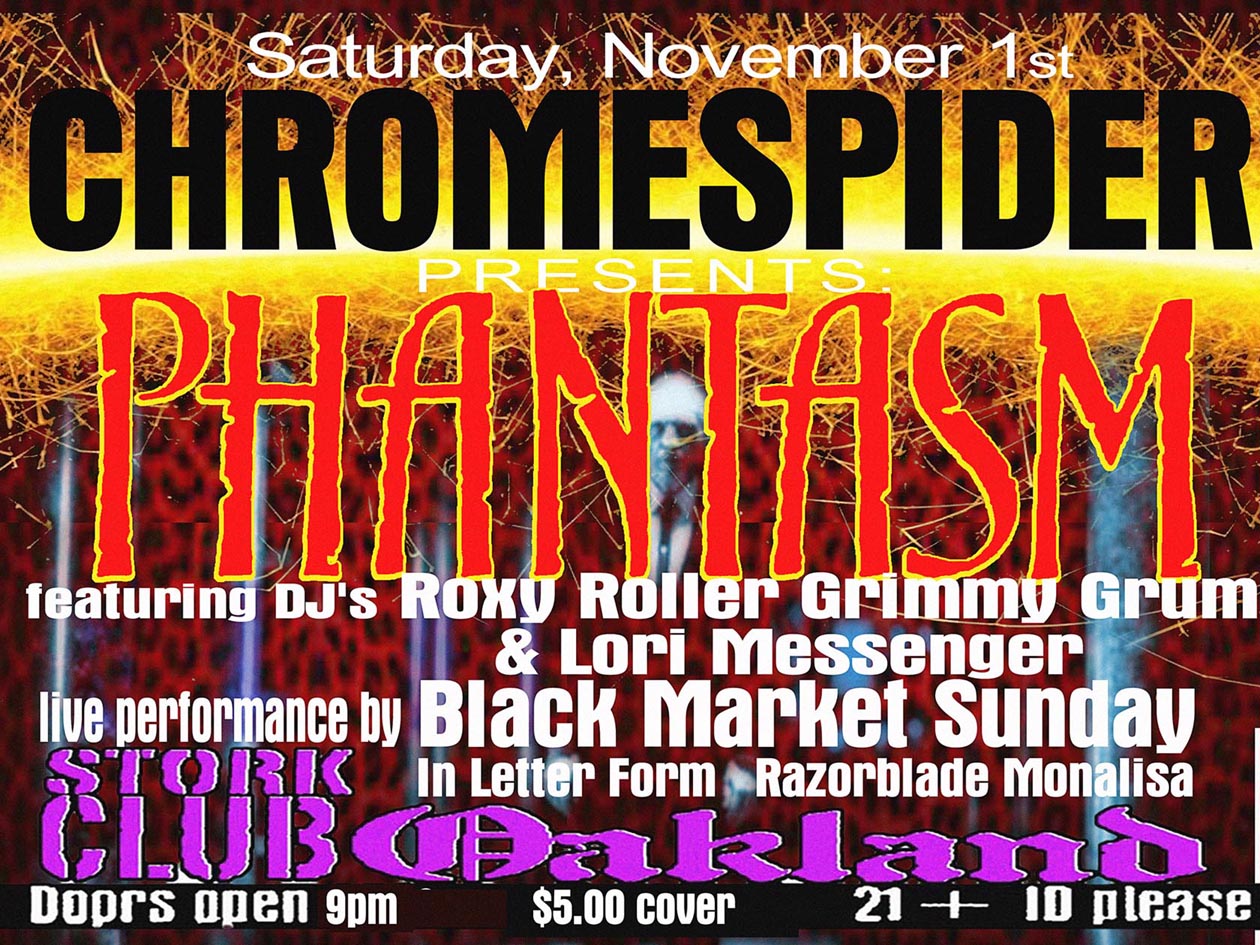 Saturday, November 1st
CHROMESPIDER
PRESENTS:
PHANTASM
featuring DJ's Roxy Roller Grimmy Grum
& Lori Messenger
live performance by Black Market Sunday
In Letter Form Razorblade Monalisa
STORK
CLUB Oakland
Doors open 9pm $5.00 cover 21 + ID please